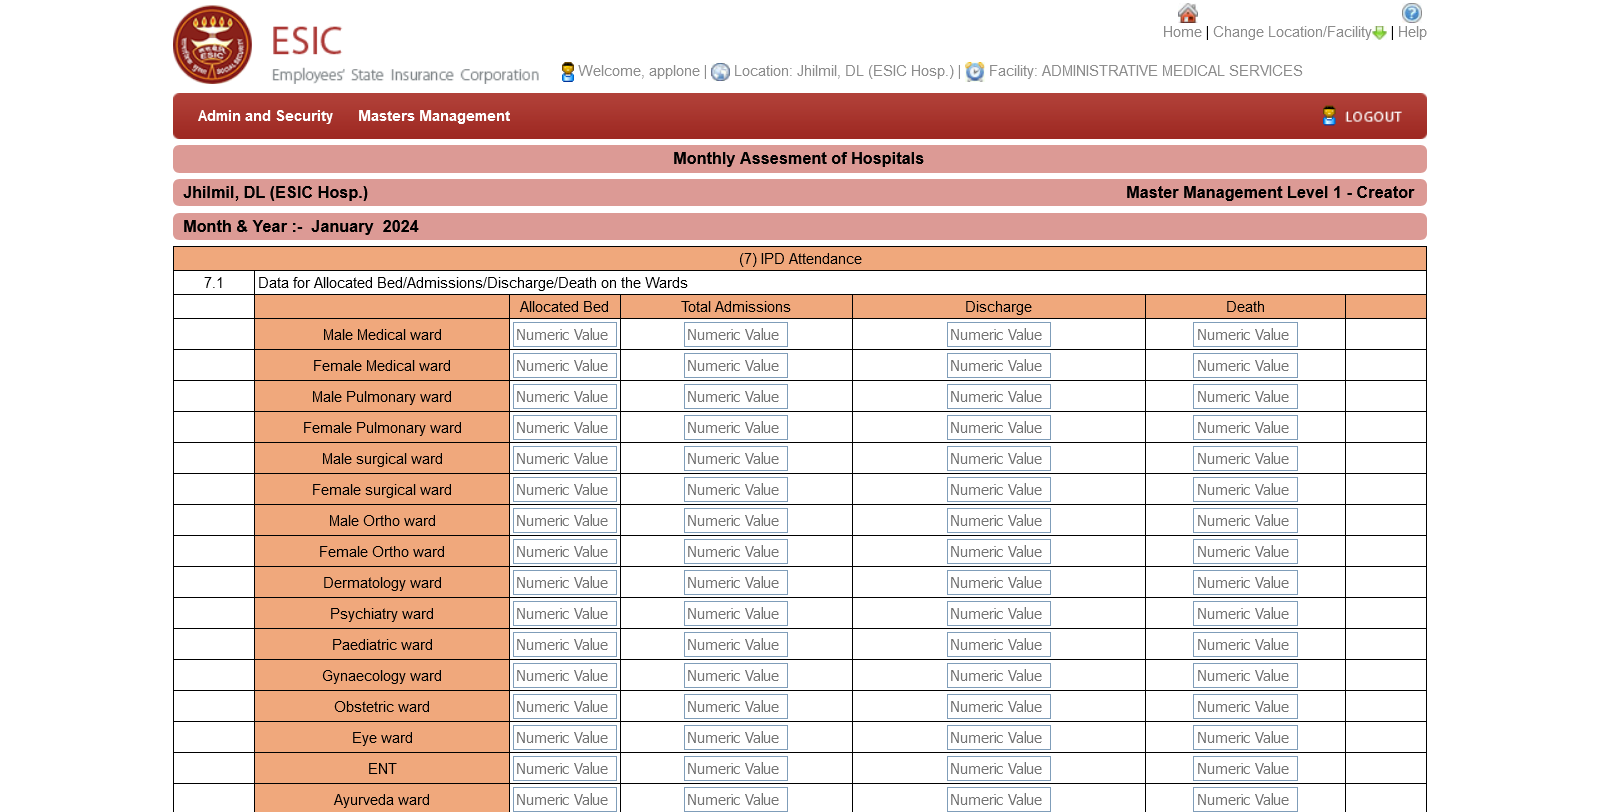 ESIC
Employees' State Insurance Corporation
Home | Change Location/Facility | Help
Welcome, applone | Location: Jhilmil, DL (ESIC Hosp.) | Facility: ADMINISTRATIVE MEDICAL SERVICES
Admin and Security Masters Management LOGOUT
Monthly Assesment of Hospitals
Jhilmil, DL (ESIC Hosp.) Master Management Level 1 - Creator
Month & Year :- January 2024
(7) IPD Attendance
7.1 Data for Allocated Bed/Admissions/Discharge/Death on the Wards
Allocated Bed Total Admissions Discharge Death
Male Medical ward Numeric Value Numeric Value Numeric Value Numeric Value
Female Medical ward Numeric Value Numeric Value Numeric Value Numeric Value
Male Pulmonary ward Numeric Value Numeric Value Numeric Value Numeric Value
Female Pulmonary ward Numeric Value Numeric Value Numeric Value Numeric Value
Male surgical ward Numeric Value Numeric Value Numeric Value Numeric Value
Female surgical ward Numeric Value Numeric Value Numeric Value Numeric Value
Male Ortho ward Numeric Value Numeric Value Numeric Value Numeric Value
Female Ortho ward Numeric Value Numeric Value Numeric Value Numeric Value
Dermatology ward Numeric Value Numeric Value Numeric Value Numeric Value
Psychiatry ward Numeric Value Numeric Value Numeric Value Numeric Value
Paediatric ward Numeric Value Numeric Value Numeric Value Numeric Value
Gynaecology ward Numeric Value Numeric Value Numeric Value Numeric Value
Obstetric ward Numeric Value Numeric Value Numeric Value Numeric Value
Eye ward Numeric Value Numeric Value Numeric Value Numeric Value
ENT Numeric Value Numeric Value Numeric Value Numeric Value
Ayurveda ward Numeric Value Numeric Value Numeric Value Numeric Value